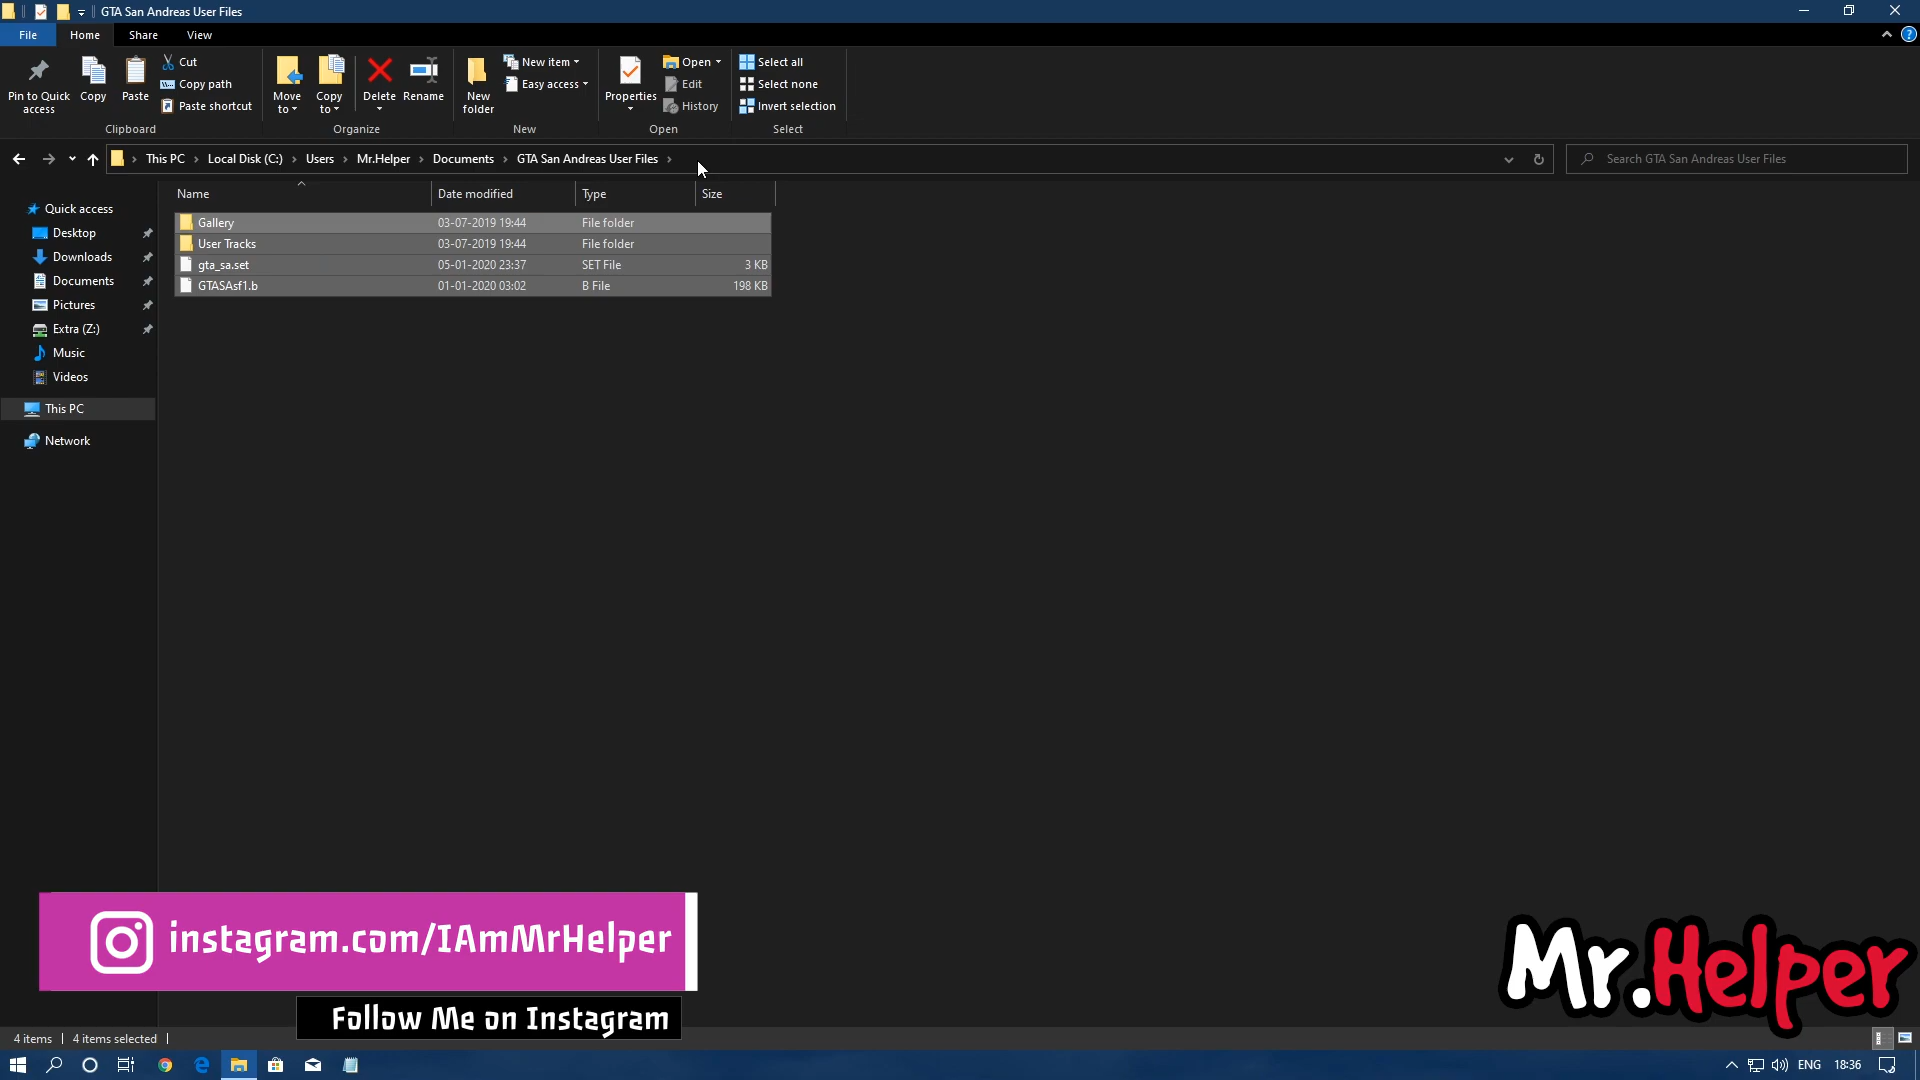 GTA San Andreas User Files
File Home Share View
Pin to Quick access
Copy
Paste
Cut
Copy path
Paste shortcut
Clipboard
Move to
Copy to
Delete
Rename
Organize
New folder
New item
Easy access
New
Properties
Open
Edit
History
Open
Select all
Select none
Invert selection
Select
This PC > Local Disk (C:) > Users > Mr.Helper > Documents > GTA San Andreas User Files >
Search GTA San Andreas User Files
Name Date modified Type Size
Gallery 03-07-2019 19:44 File folder
User Tracks 03-07-2019 19:44 File folder
gta_sa.set 05-01-2020 23:37 SET File 3 KB
GTASAsf1.b 01-01-2020 03:02 B File 198 KB
Quick access
Desktop
Downloads
Documents
Pictures
Extra (Z:)
Music
Videos
This PC
Network
instagram.com/IAmMrHelper
Follow Me on Instagram
Mr.Helper
4 items 4 items selected
ENG 18:36